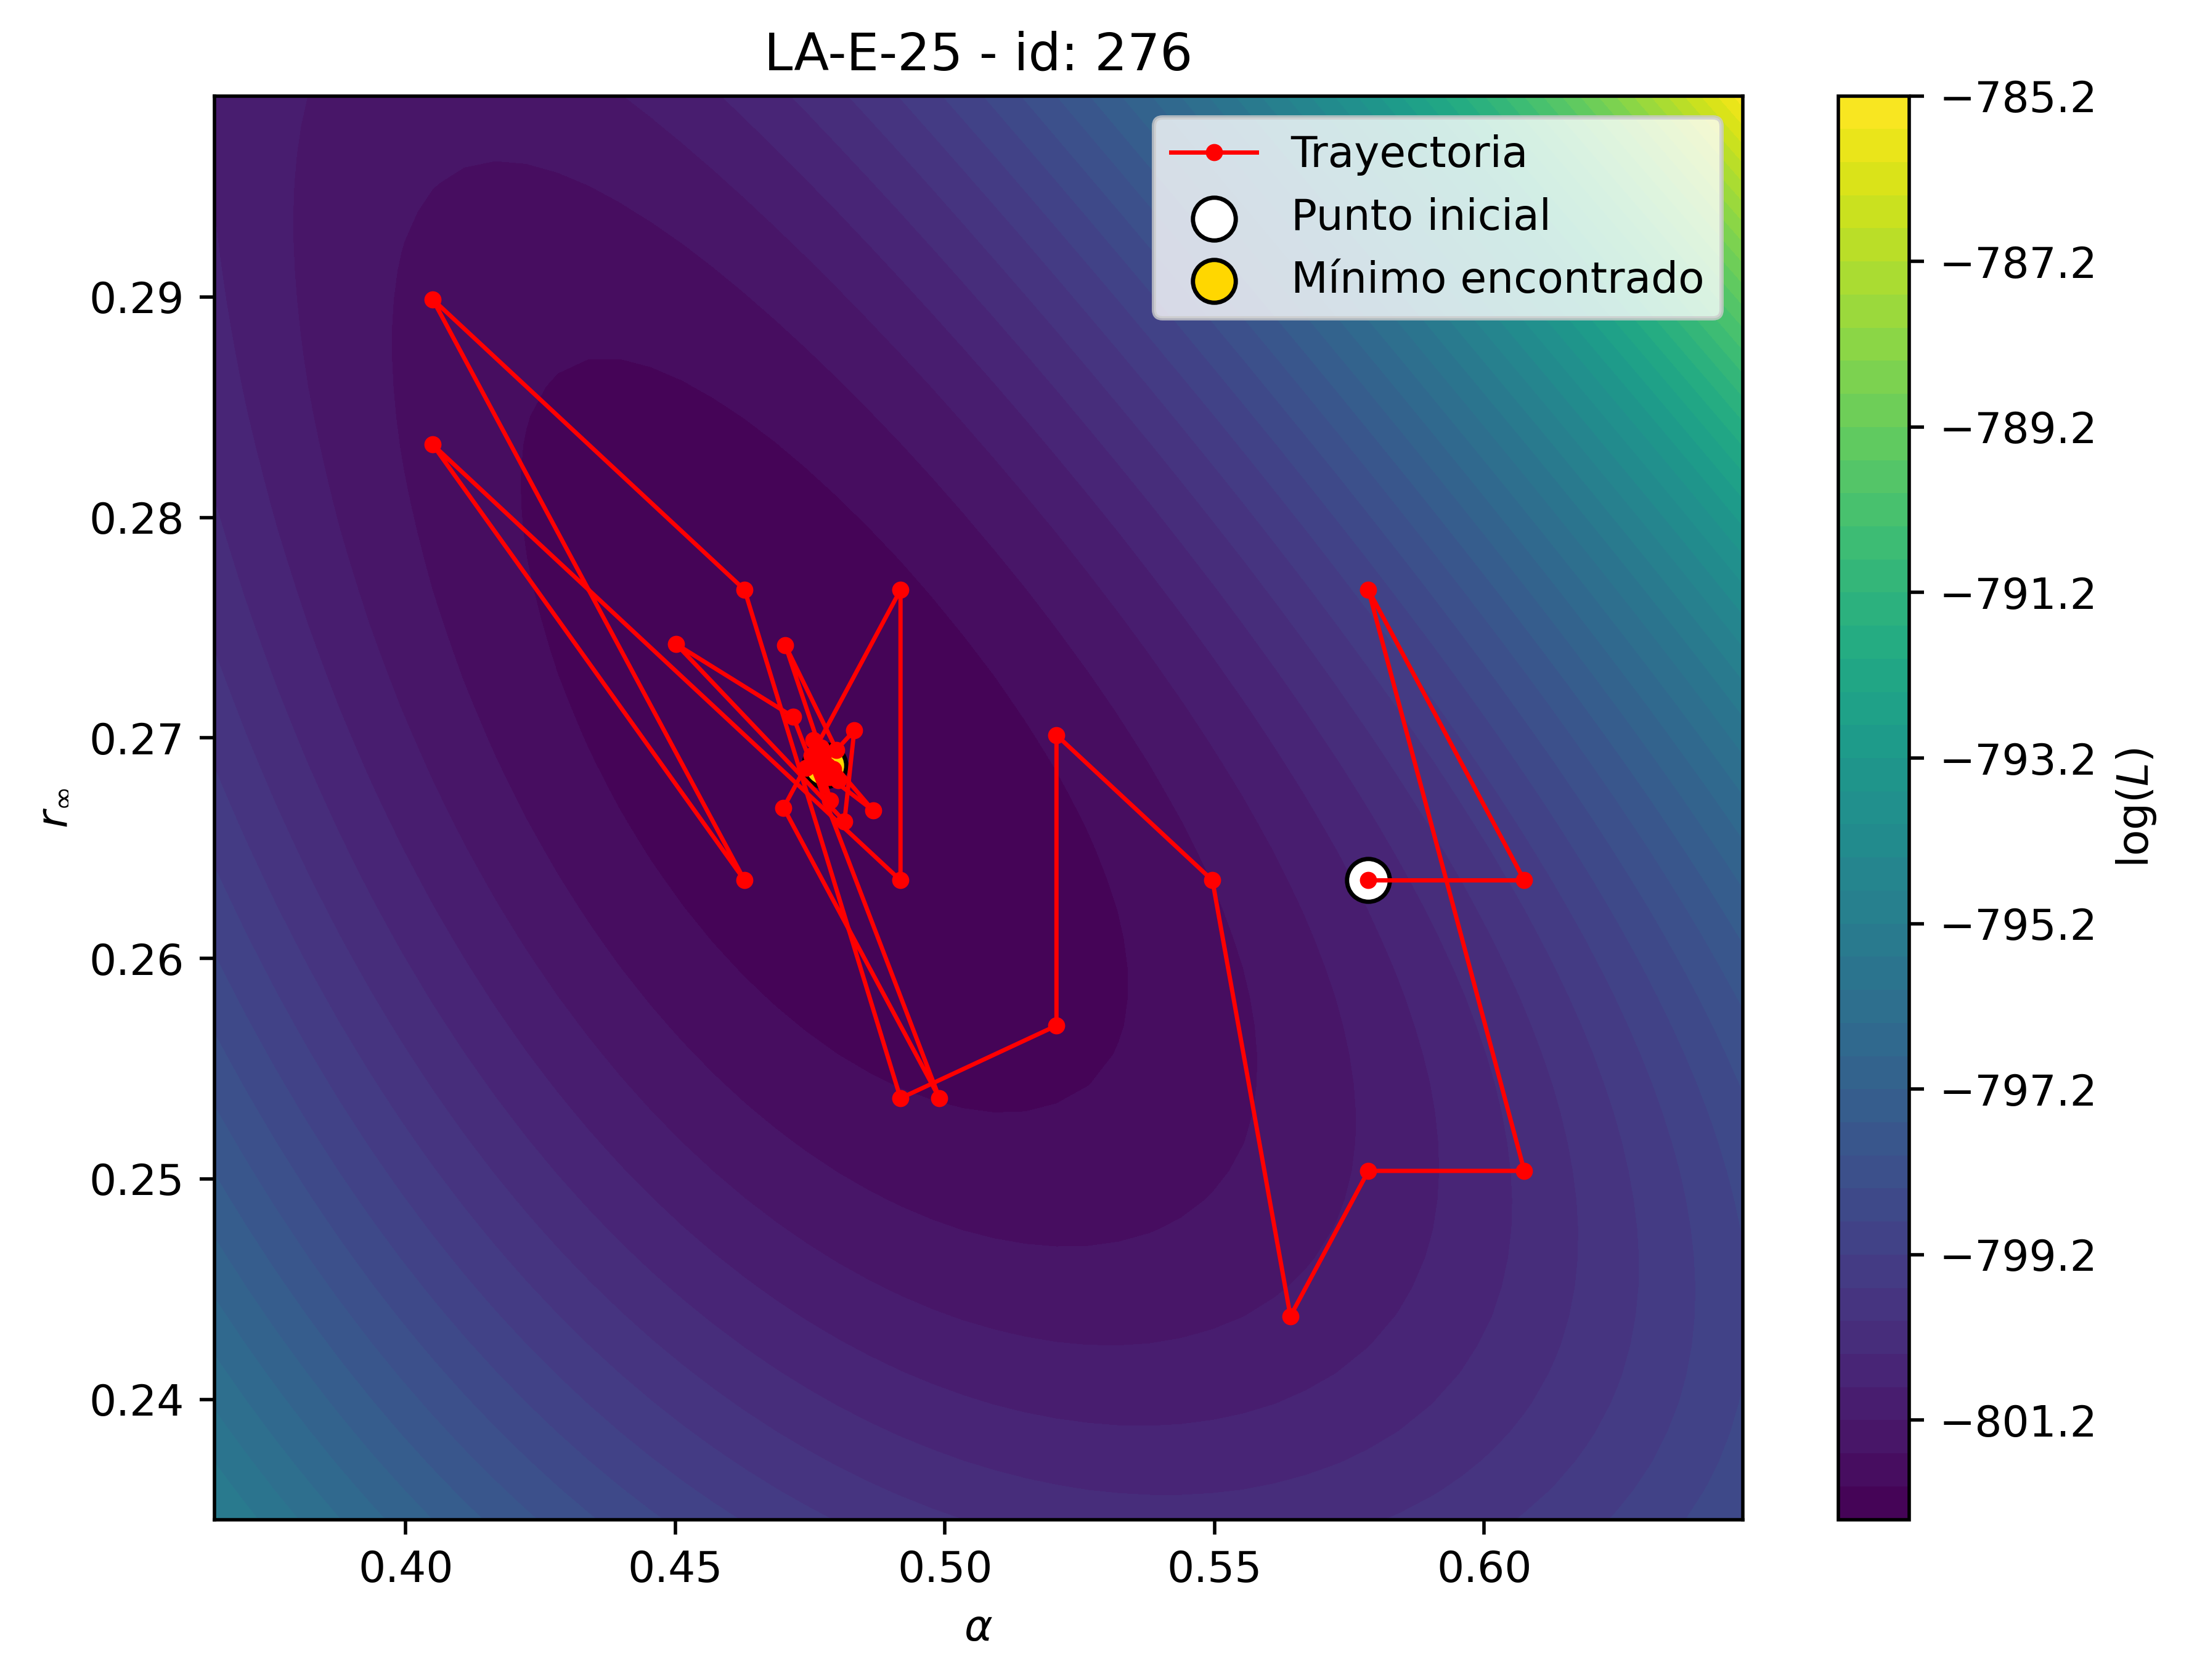 LA-E-25 - id: 276
Trayectoria
Punto inicial
Mínimo encontrado
0.29
0.28
0.27
0.26
0.25
0.24
r∞
0.40
0.45
0.50
0.55
0.60
α
−785.2
−787.2
−789.2
−791.2
−793.2
−795.2
−797.2
−799.2
−801.2
log(L)